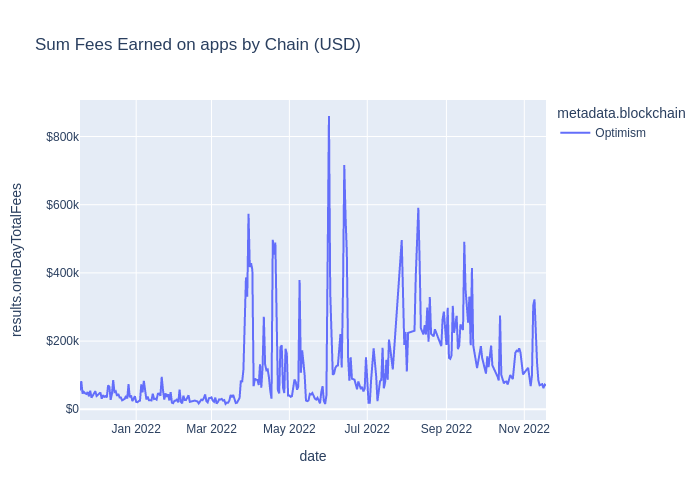 Sum Fees Earned on apps by Chain (USD)
metadata.blockchain
Optimism
results.oneDayTotalFees
$800k
$600k
$400k
$200k
$0
Jan 2022
Mar 2022
May 2022
Jul 2022
Sep 2022
Nov 2022
date